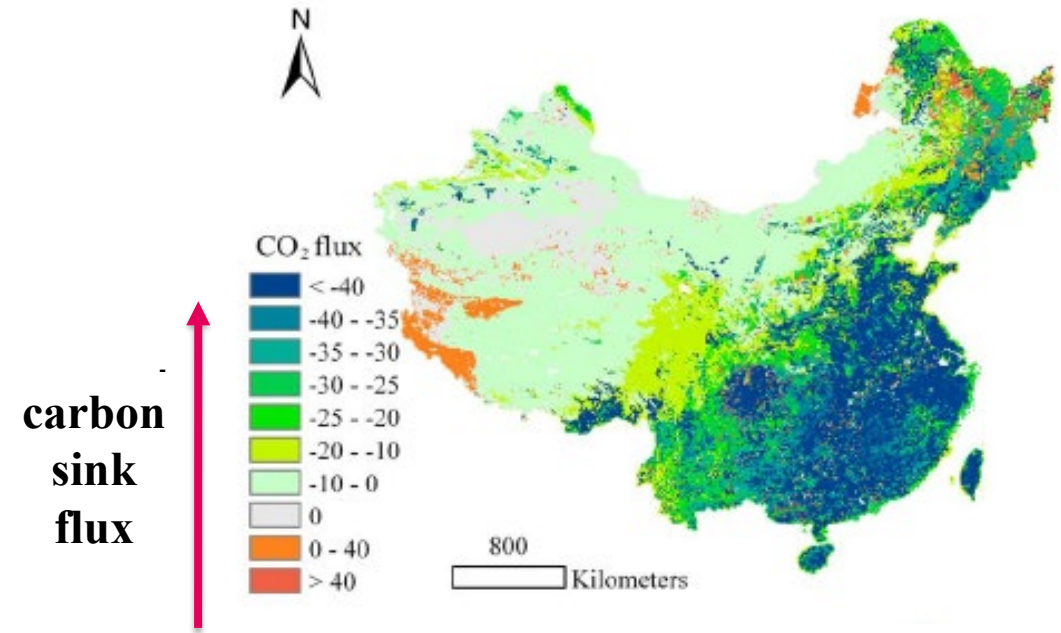 N
CO₂ flux
< -40
-40 - -35
-35 - -30
-30 - -25
-25 - -20
-20 - -10
-10 - 0
0
0 - 40
> 40
-
carbon
sink
flux
800
Kilometers